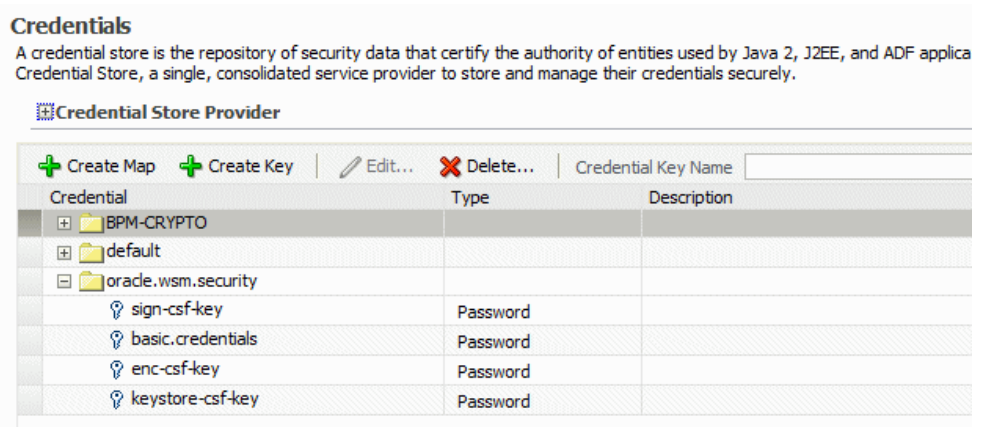 Credentials
A credential store is the repository of security data that certify the authority of entities used by Java 2, J2EE, and ADF applica
Credential Store, a single, consolidated service provider to store and manage their credentials securely.
Credential Store Provider
Create Map Create Key Edit... Delete... Credential Key Name
Credential Type Description
BPM-CRYPTO
default
oracle.wsm.security
sign-csf-key Password
basic.credentials Password
enc-csf-key Password
keystore-csf-key Password